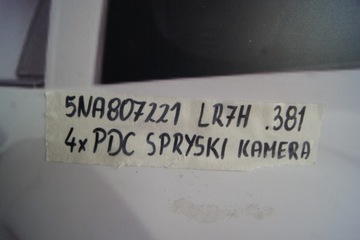 5NA807221 LR7H .381
4x PDC SPRYSKI KAMERA